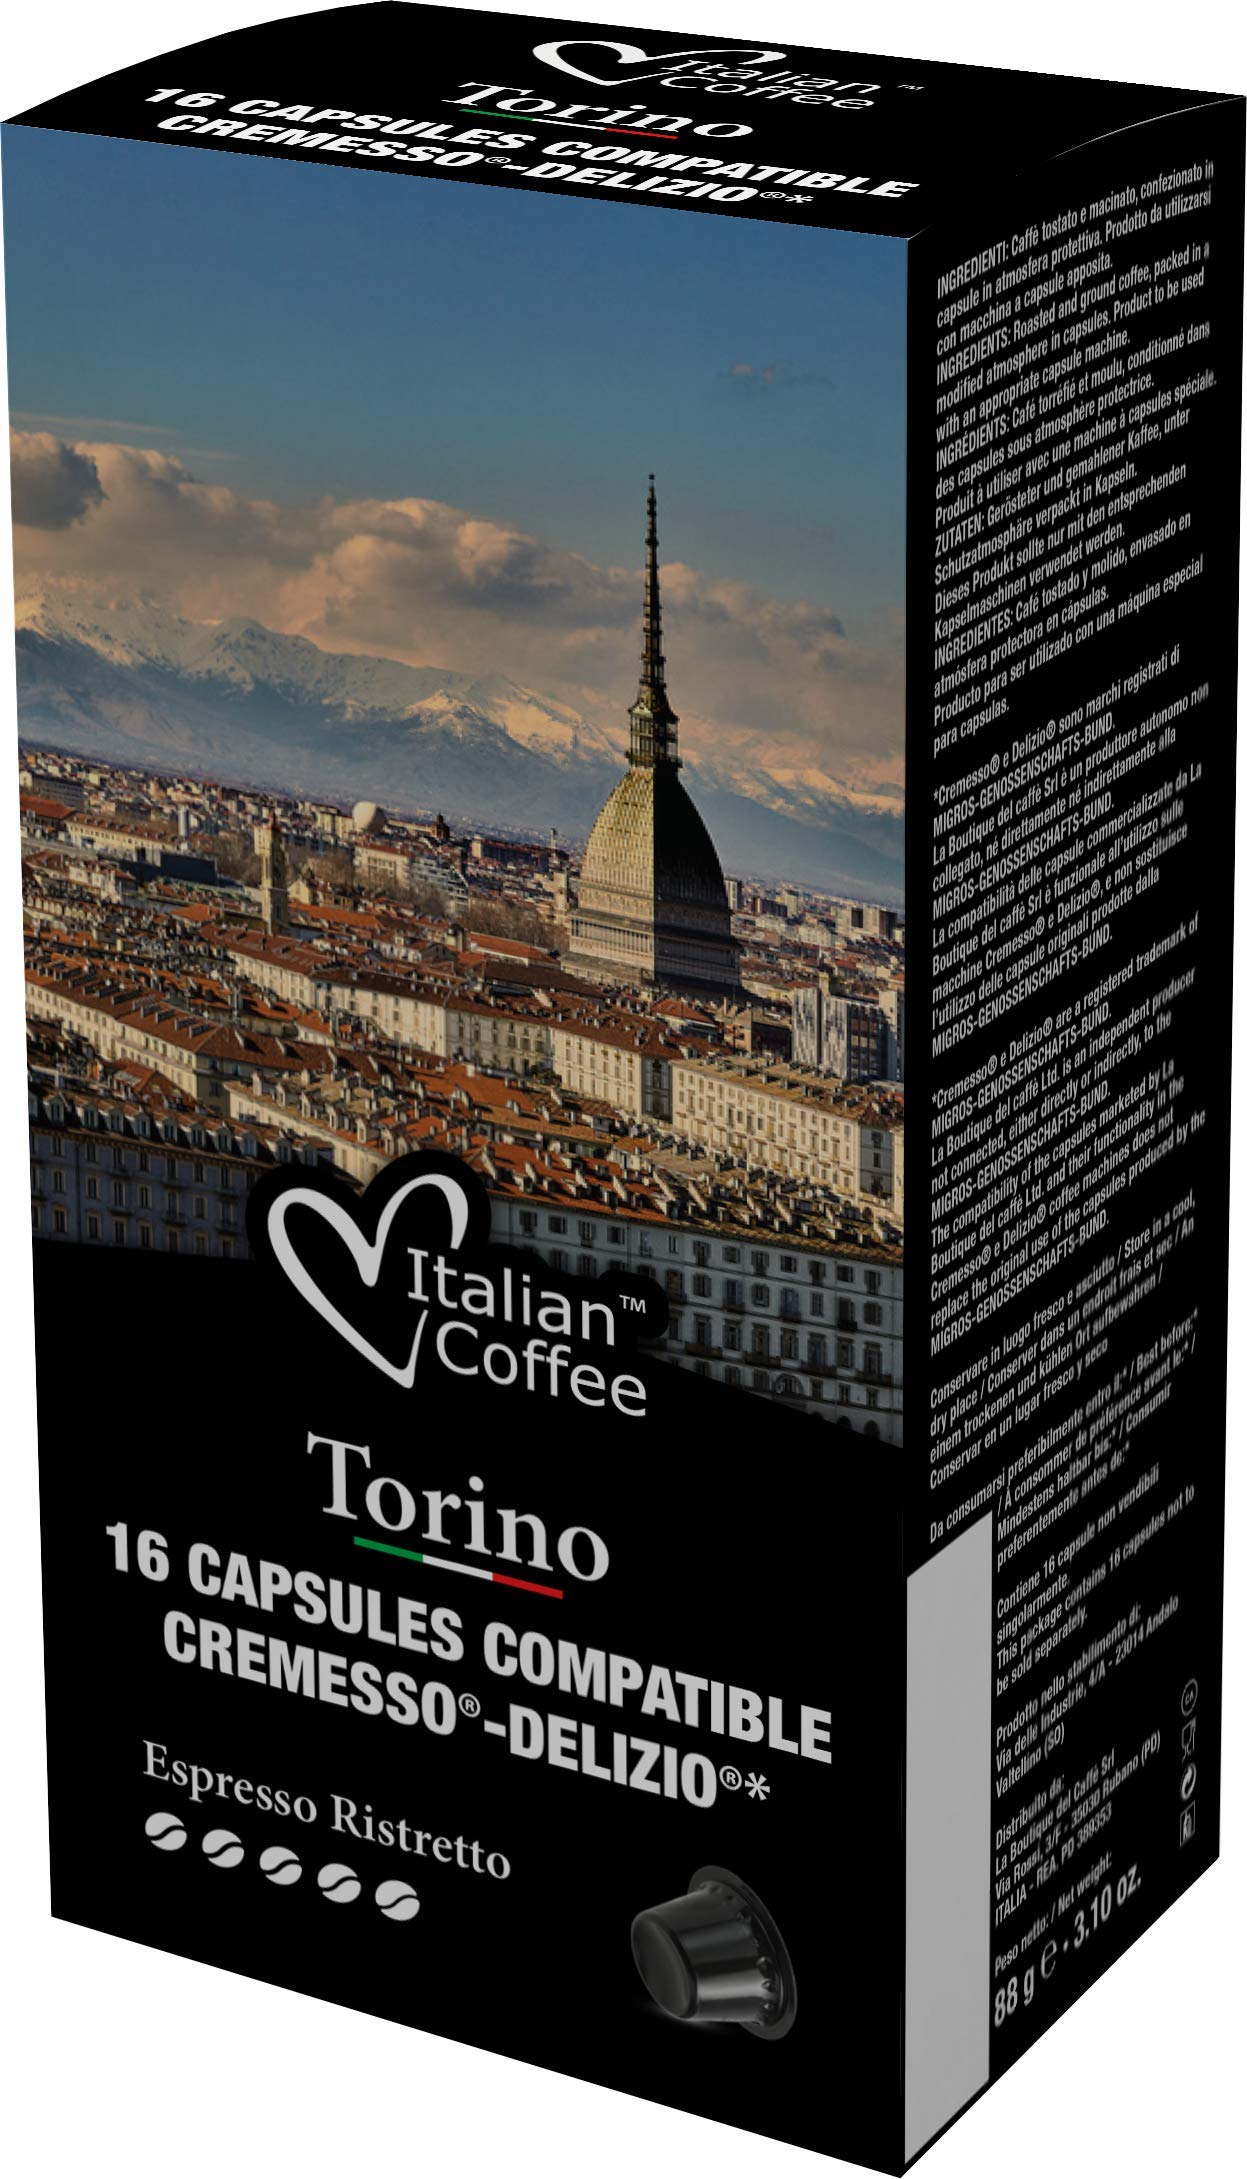 Italian™
Coffee
Torino
16 CAPSULES COMPATIBLE
CREMESSO®-DELIZIO®*
Italian™
Coffee
Torino
16 CAPSULES COMPATIBLE
CREMESSO®-DELIZIO®*
Espresso Ristretto
INGREDIENTI: Caffè tostato e macinato, confezionato in
capsule in atmosfera protettiva. Prodotto da utilizzarsi
con macchina a capsule apposita.
INGREDIENTS: Roasted and ground coffee, packed in a
modified atmosphere in capsules. Product to be used
with an appropriate capsule machine.
INGRÉDIENTS: Café torréfié et moulu, conditionné dans
des capsules sous atmosphère protectrice.
Produit à utiliser avec une machine à capsules spéciale.
ZUTATEN: Gerösteter und gemahlener Kaffee, unter
Schutzatmosphäre verpackt in Kapseln.
Dieses Produkt sollte nur mit den entsprechenden
Kapselmaschinen verwendet werden.
INGREDIENTES: Café tostado y molido, envasado en
atmósfera protectora en cápsulas.
Producto para ser utilizado con una máquina especial
para capsulas.
*Cremesso® e Delizio® sono marchi registrati di
MIGROS-GENOSSENSCHAFTS-BUND.
La Boutique del caffè Srl è un produttore autonomo non
collegato, né direttamente né indirettamente alla
MIGROS-GENOSSENSCHAFTS-BUND.
La compatibilità delle capsule commercializzate da La
Boutique del caffè Srl è funzionale all'utilizzo sulle
macchine Cremesso® e Delizio®, e non sostituisce
l'utilizzo delle capsule originali prodotte dalla
MIGROS-GENOSSENSCHAFTS-BUND.
*Cremesso® e Delizio® are a registered trademark of
MIGROS-GENOSSENSCHAFTS-BUND.
La Boutique del caffè Ltd. is an independent producer
not connected, either directly or indirectly, to the
MIGROS-GENOSSENSCHAFTS-BUND.
The compatibility of the capsules marketed by La
Boutique del caffè Ltd. and their functionality in the
Cremesso® e Delizio® coffee machines does not
replace the original use of the capsules produced by the
MIGROS-GENOSSENSCHAFTS-BUND.
Conservare in luogo fresco e asciutto / Store in a cool,
dry place / Conserver dans un endroit frais et sec / An
einem trockenen und kühlen Ort aufbewahren /
Conservar en un lugar fresco y seco
Da consumarsi preferibilmente entro il:* / Best before:*
/ À consommer de préférence avant le:* /
Mindestens haltbar bis:* / Consumir
preferentemente antes de:*
Contiene 16 capsule non vendibili
singolarmente.
This package contains 16 capsules not to
be sold separately.
Prodotto nello stabilimento di:
Via delle Industrie, 4/A - 23014 Andalo
Valtellino (SO)
Distribuito da:
La Boutique del Caffè Srl
Via Rossi, 3/F - 35030 Rubano (PD)
ITALIA - REA. PD 389353
Peso netto: / Net weight:
88 g ℮ • 3.10 oz.